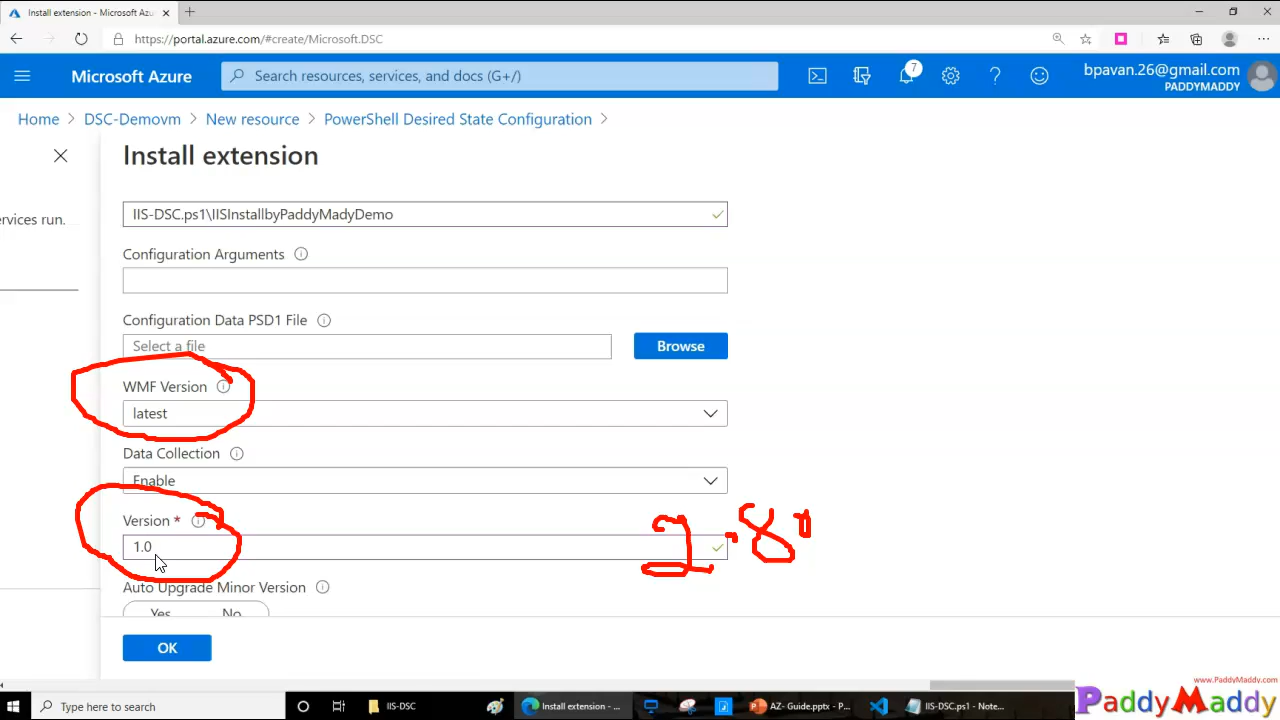 Install extension - Microsoft Azu
https://portal.azure.com/#create/Microsoft.DSC
Microsoft Azure
Search resources, services, and docs (G+/)
7
bpavan.26@gmail.com
PADDYMADDY
Home > DSC-Demovm > New resource > PowerShell Desired State Configuration >
Install extension
ervices run.
IIS-DSC.ps1\IISInstallbyPaddyMadyDemo
Configuration Arguments
Configuration Data PSD1 File
Select a file
Browse
WMF Version
latest
Data Collection
Enable
Version *
1.0
2.80
Auto Upgrade Minor Version
Yes No
OK
www.PaddyMaddy.com
PaddyMaddy
Type here to search
IIS-DSC
Install extension - ...
AZ- Guide.pptx - P...
IIS-DSC.ps1 - Note...